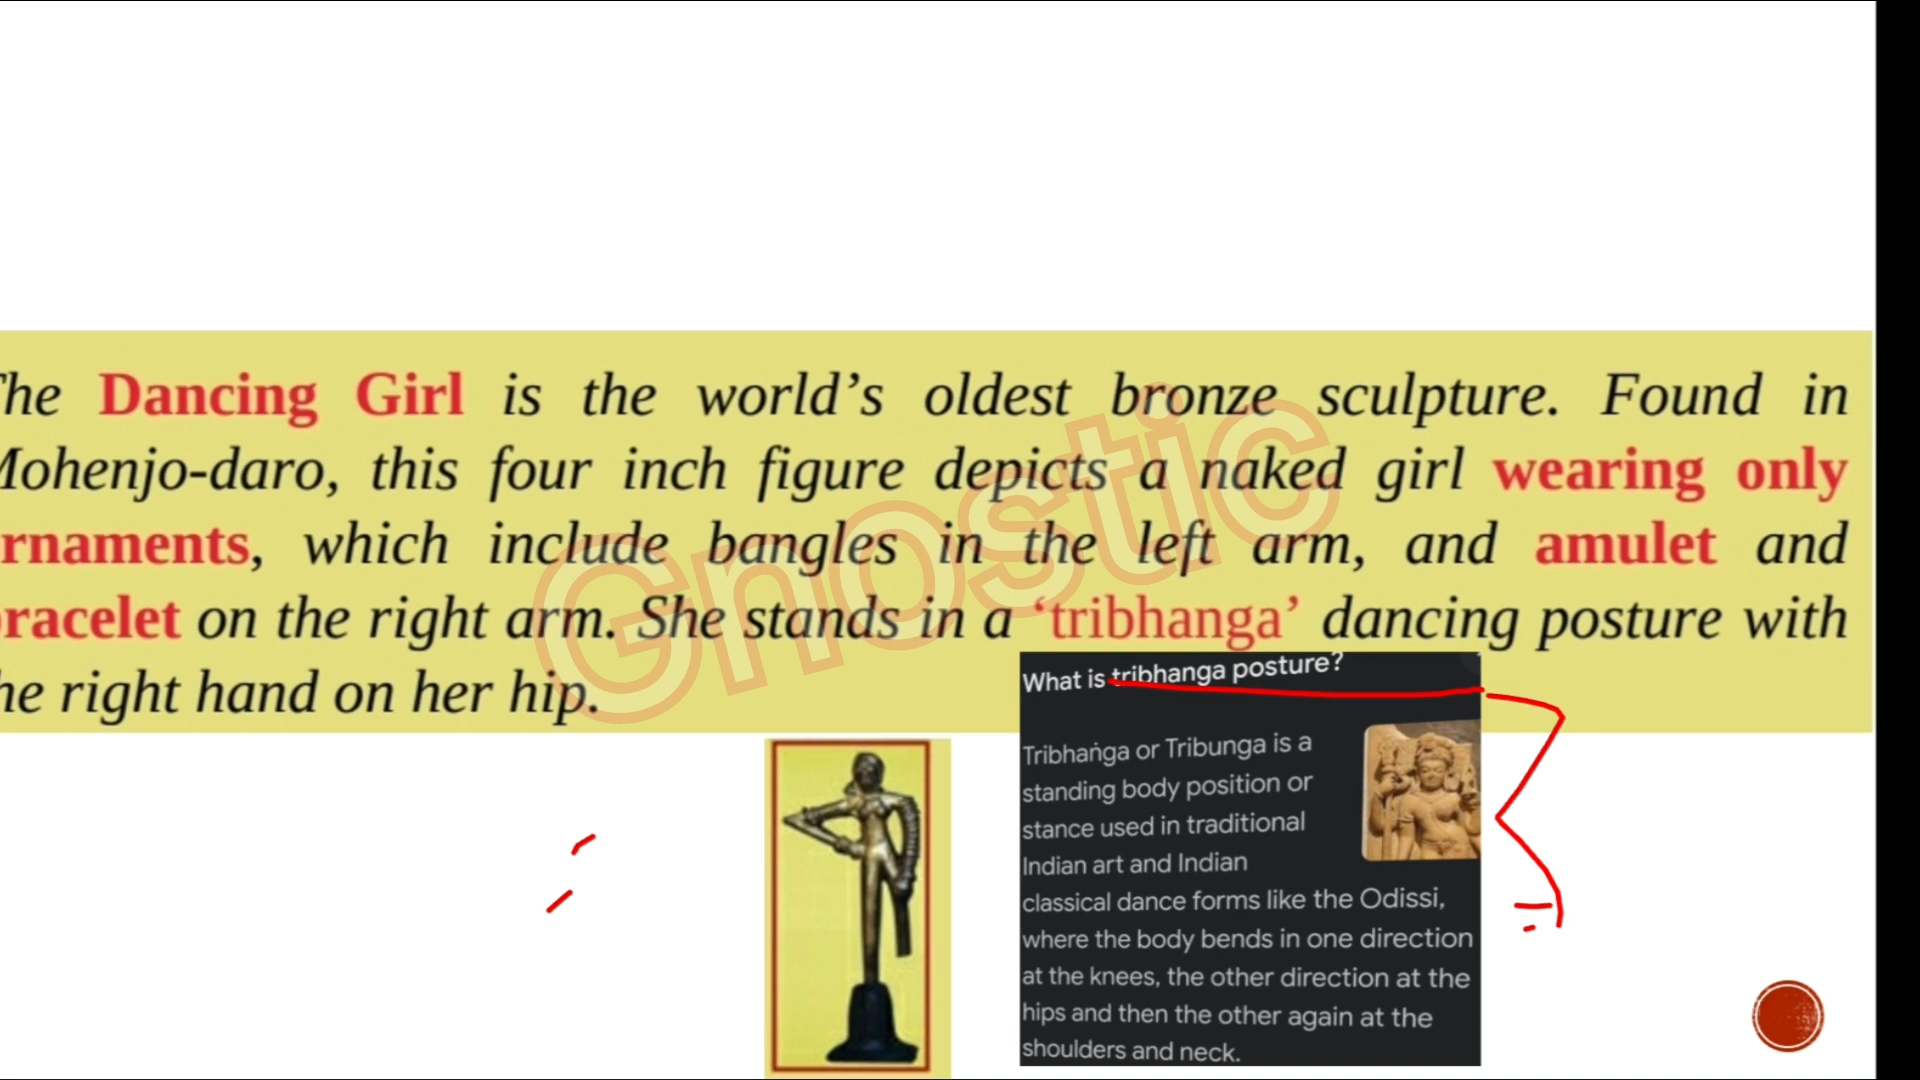 he Dancing Girl is the world’s oldest bronze sculpture. Found in
Mohenjo-daro, this four inch figure depicts a naked girl wearing only
rnaments, which include bangles in the left arm, and amulet and
racelet on the right arm. She stands in a ‘tribhanga’ dancing posture with
he right hand on her hip.
Gnostic
What is tribhanga posture?
Tribhaṅga or Tribunga is a
standing body position or
stance used in traditional
Indian art and Indian
classical dance forms like the Odissi,
where the body bends in one direction
at the knees, the other direction at the
hips and then the other again at the
shoulders and neck.